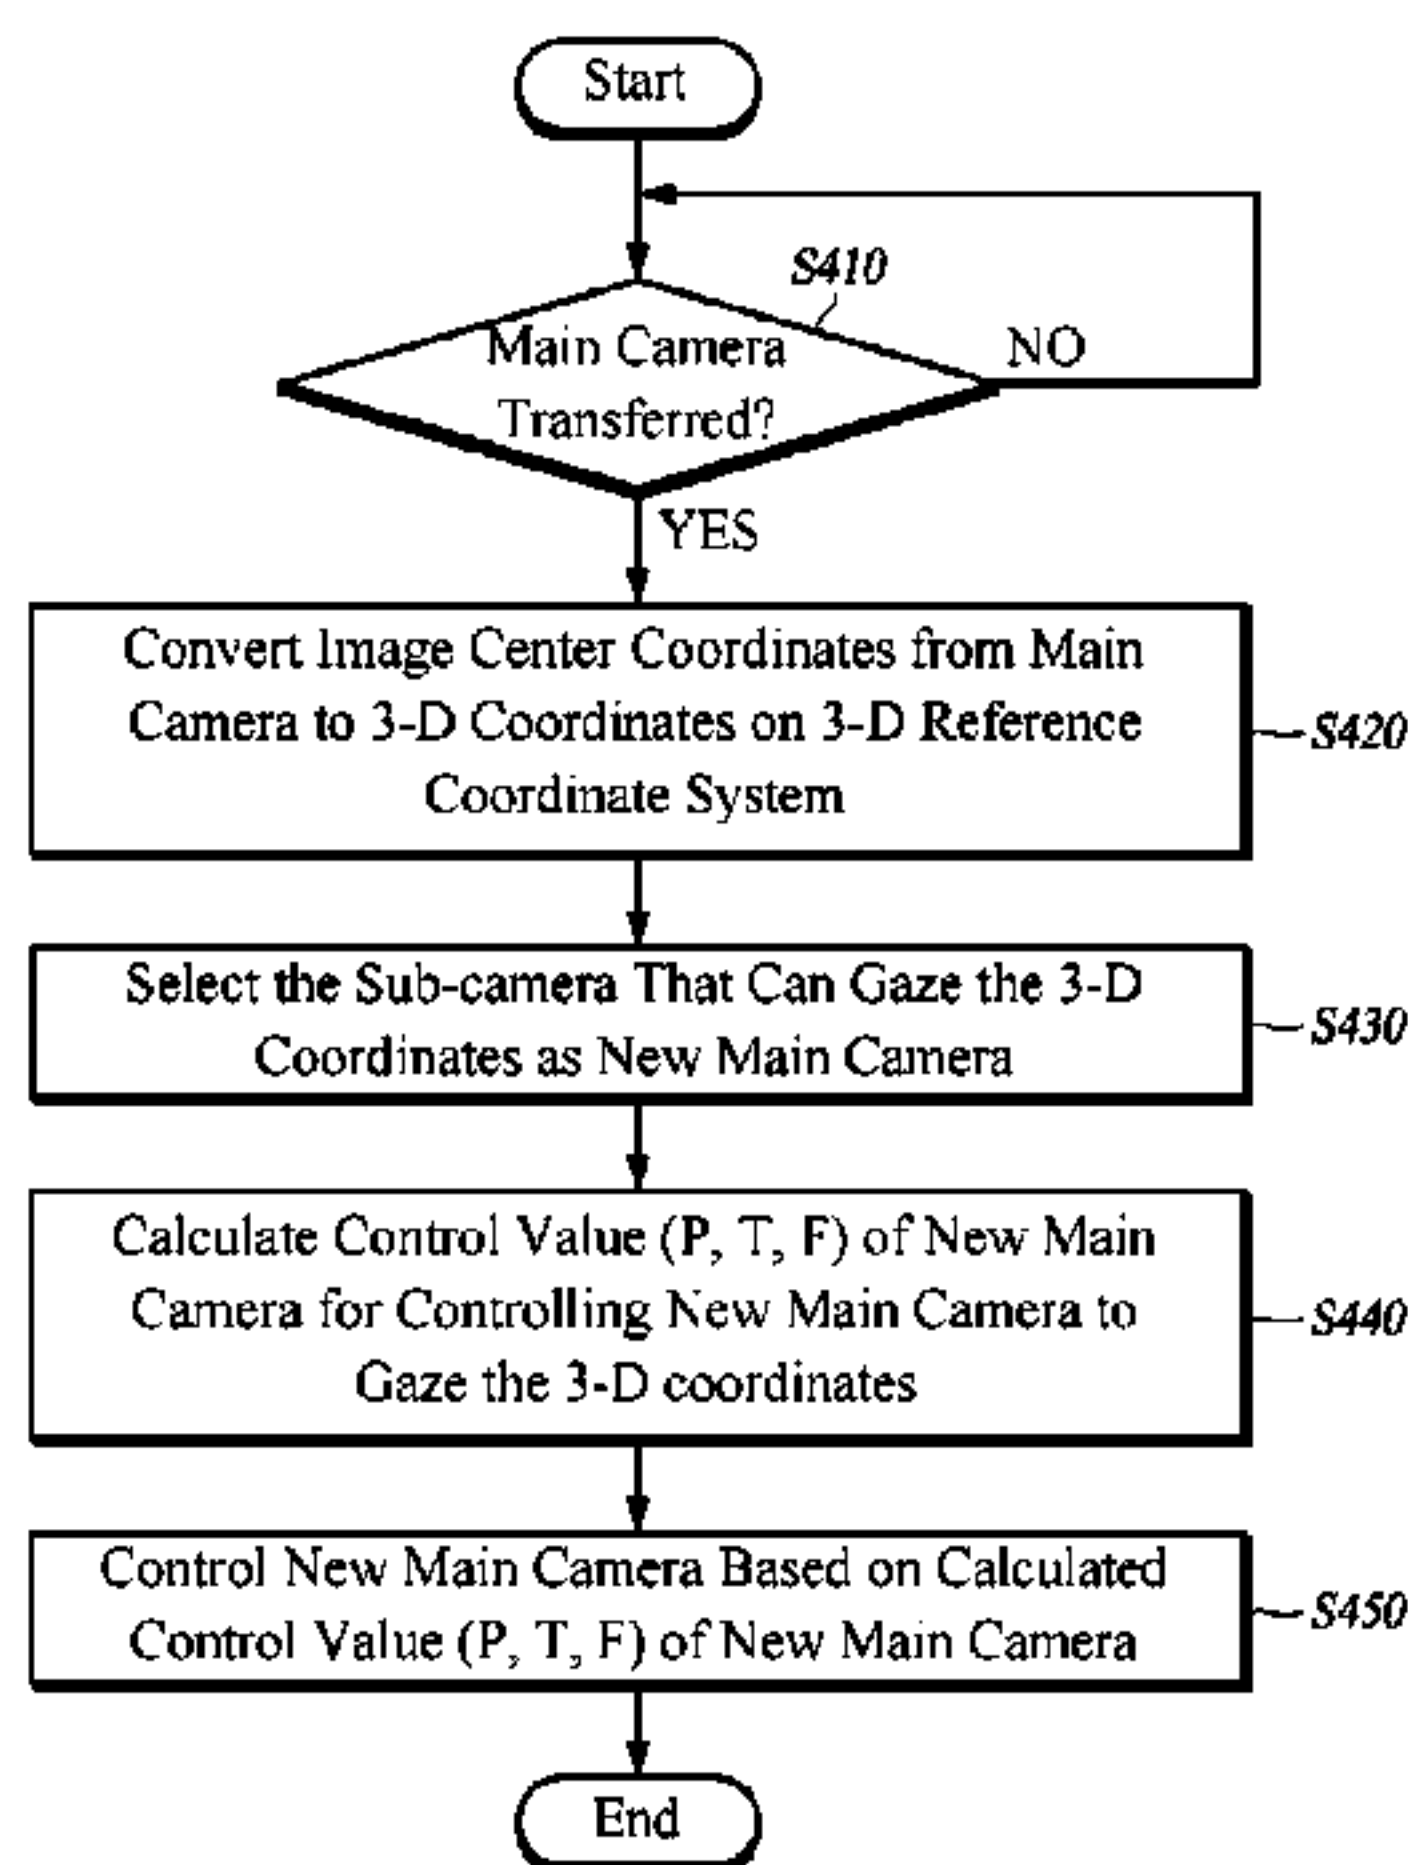 Start
S410
Main Camera
Transferred?
NO
YES
Convert Image Center Coordinates from Main
Camera to 3-D Coordinates on 3-D Reference
Coordinate System
S420
Select the Sub-camera That Can Gaze the 3-D
Coordinates as New Main Camera
S430
Calculate Control Value (P, T, F) of New Main
Camera for Controlling New Main Camera to
Gaze the 3-D coordinates
S440
Control New Main Camera Based on Calculated
Control Value (P, T, F) of New Main Camera
S450
End